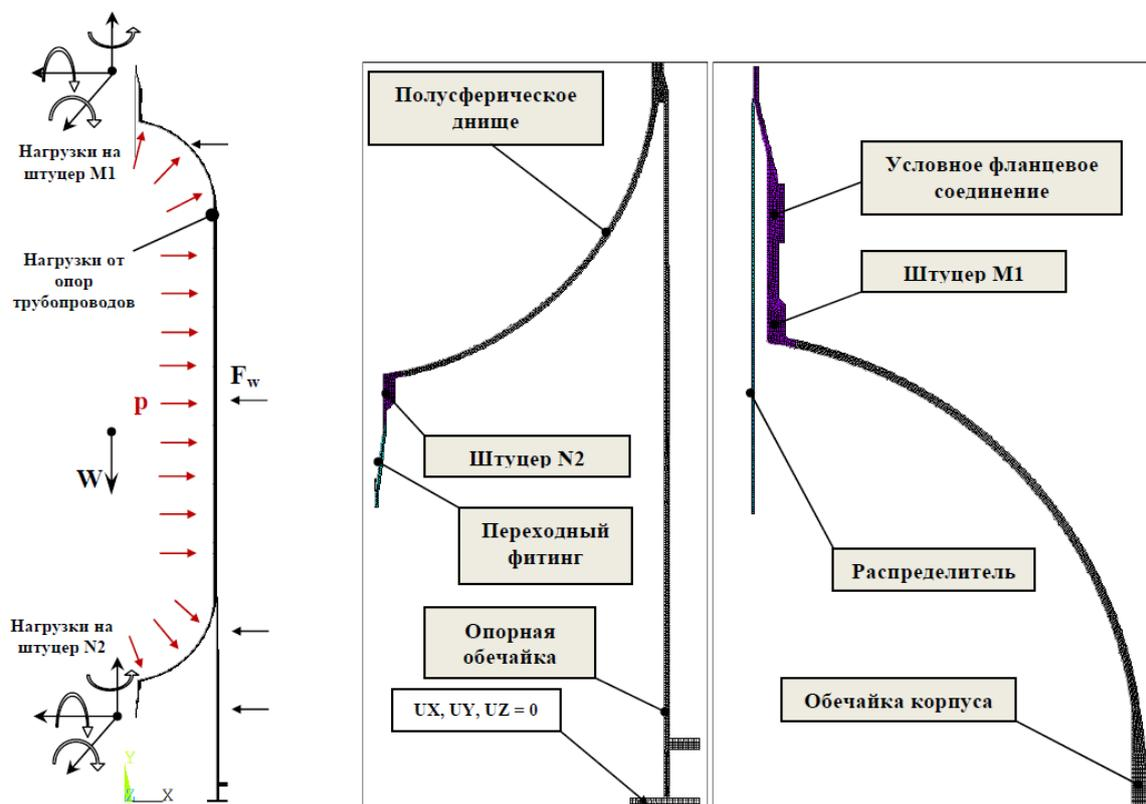 Нагрузки на
штуцер М1
Нагрузки от
опор
трубопроводов
p
Fw
W
Нагрузки на
штуцер N2
Y
Z
X
Полусферическое
днище
Штуцер N2
Переходный
фитинг
Опорная
обечайка
UX, UY, UZ = 0
Условное фланцевое
соединение
Штуцер М1
Распределитель
Обечайка корпуса